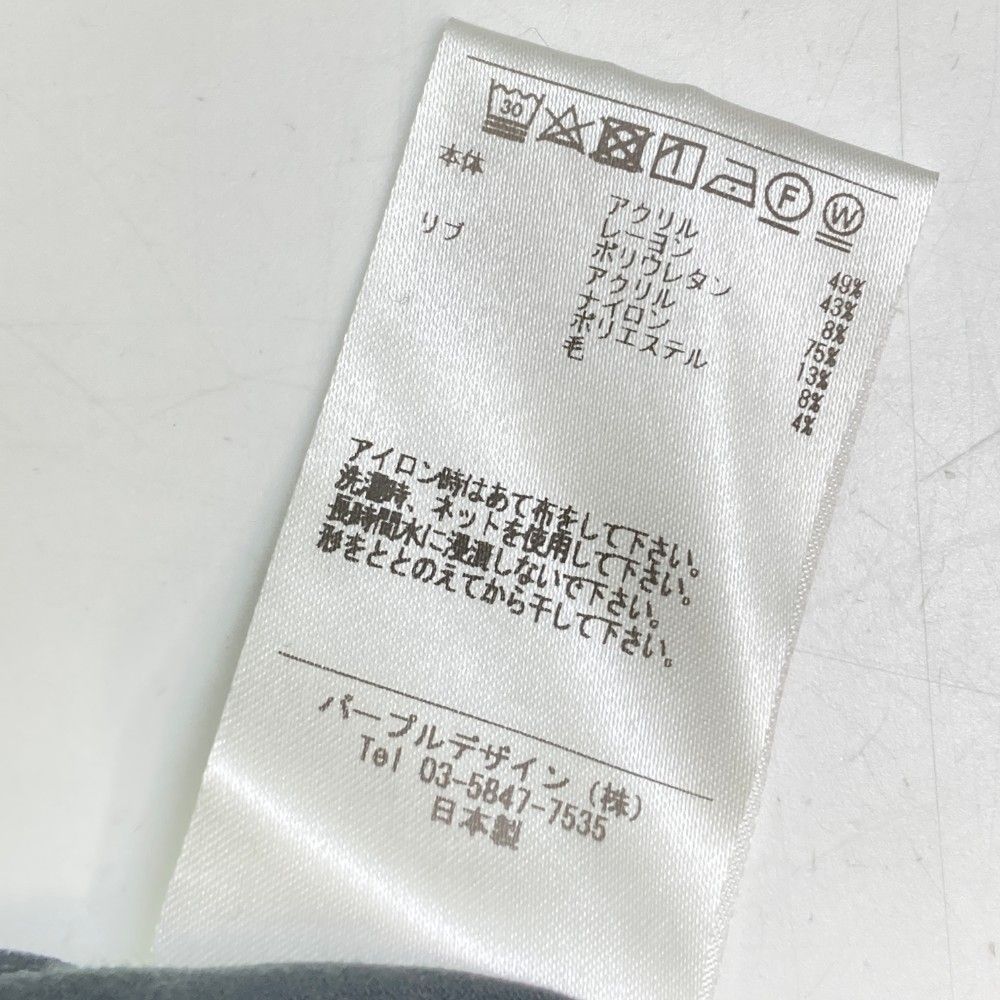 30
F
W
本体
アクリル 49%
レーヨン 43%
ポリウレタン 8%
リブ
アクリル 75%
ナイロン 13%
ポリエステル 8%
毛 4%
アイロン時はあて布をして下さい。
洗濯時、ネットを使用して下さい。
長時間水に浸漬しないで下さい。
形をととのえてから干して下さい。
パープルデザイン(株)
Tel 03-5847-7535
日本製